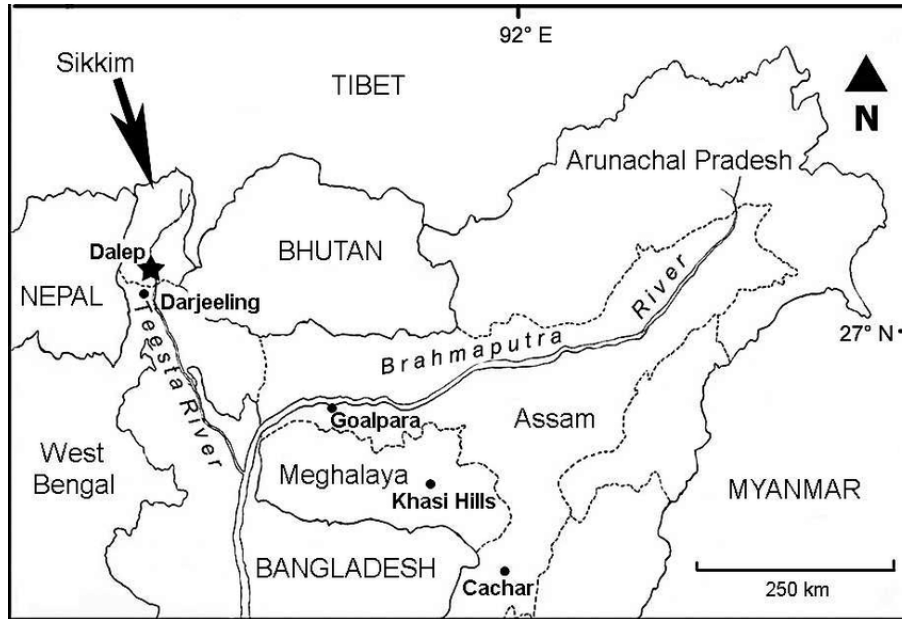 92° E
Sikkim
TIBET
N
Arunachal Pradesh
Dalep
BHUTAN
NEPAL
Darjeeling
River
27° N
Brahmaputra
Teesta River
Goalpara
Assam
West
Bengal
Meghalaya
Khasi Hills
MYANMAR
BANGLADESH
Cachar
250 km